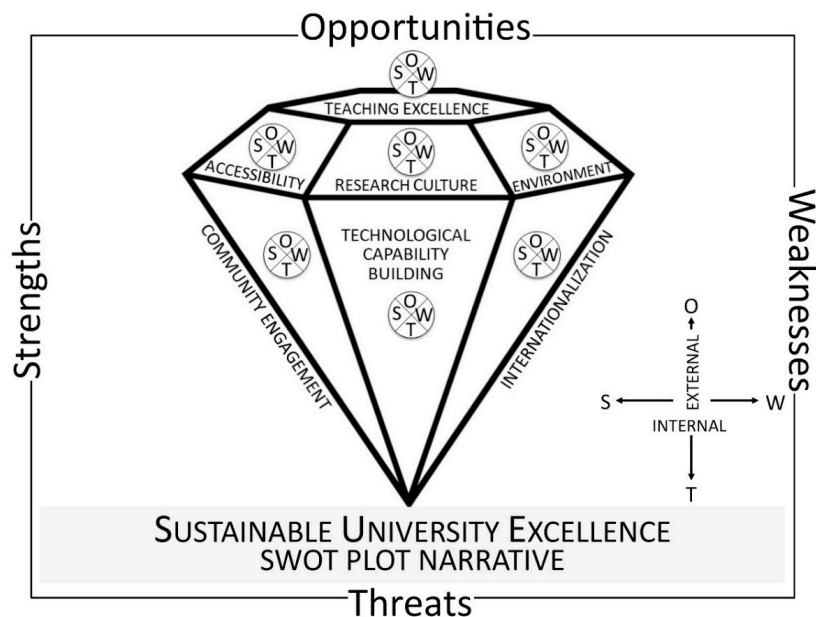 Opportunities
O
S W
T
TEACHING EXCELLENCE
O
S W
T
ACCESSIBILITY
O
S W
T
RESEARCH CULTURE
O
S W
T
ENVIRONMENT
Strengths
Weaknesses
O
S W
T
COMMUNITY ENGAGEMENT
TECHNOLOGICAL
CAPABILITY
BUILDING
O
S W
T
O
S W
T
INTERNATIONALIZATION
O
EXTERNAL
S W
INTERNAL
T
SUSTAINABLE UNIVERSITY EXCELLENCE
SWOT PLOT NARRATIVE
Threats